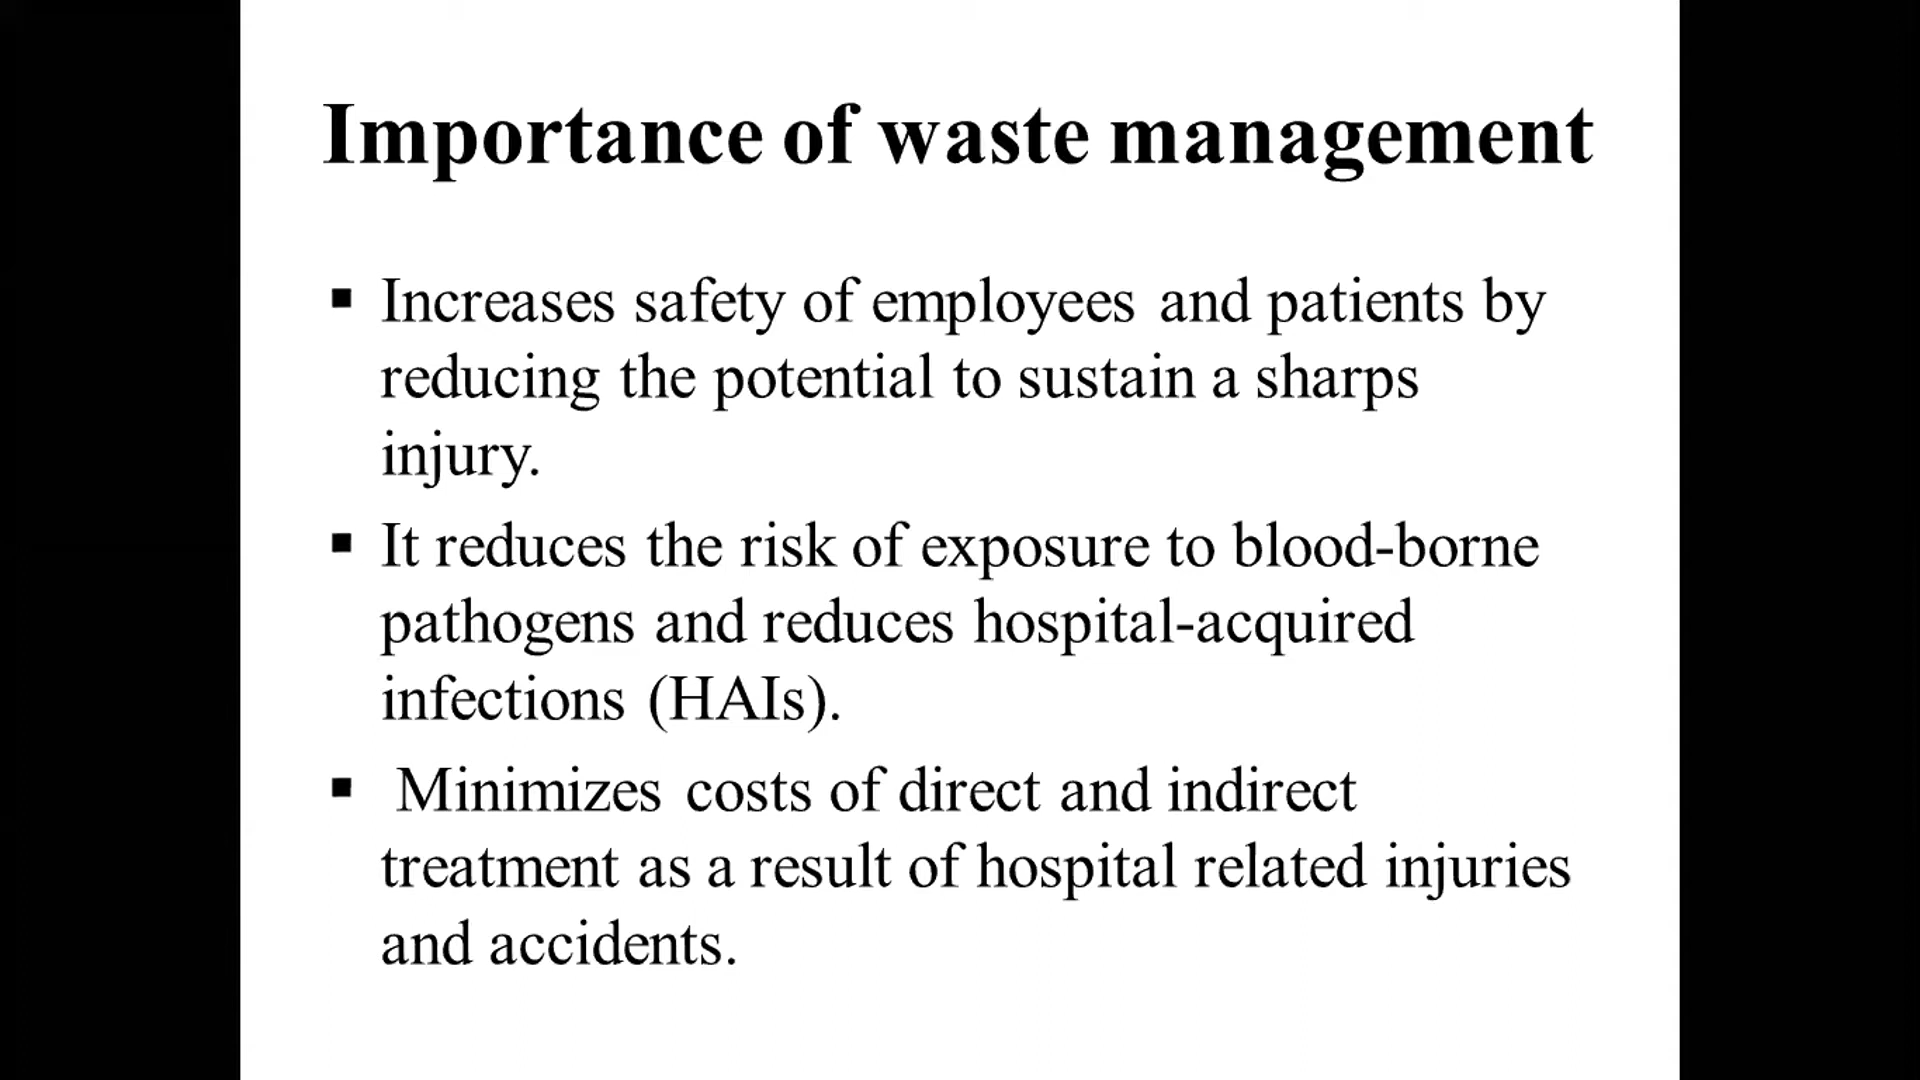 Importance of waste management
▪ Increases safety of employees and patients by
reducing the potential to sustain a sharps
injury.
▪ It reduces the risk of exposure to blood-borne
pathogens and reduces hospital-acquired
infections (HAIs).
▪ Minimizes costs of direct and indirect
treatment as a result of hospital related injuries
and accidents.